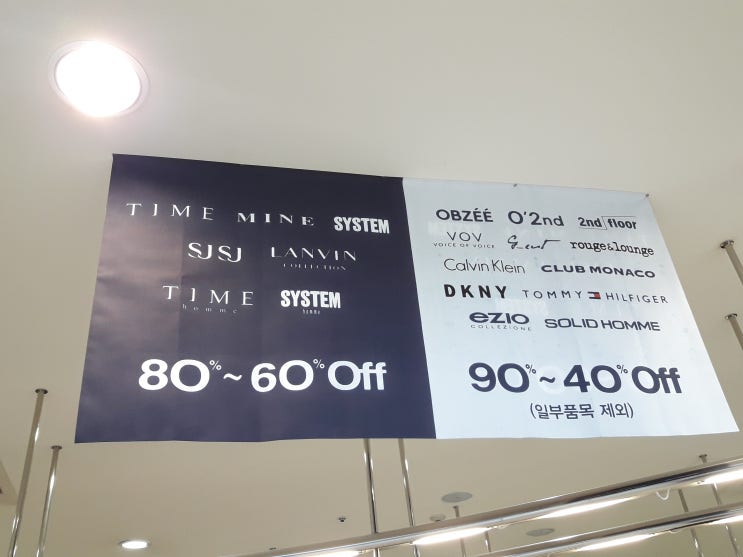 TIME MINE SYSTEM
SJSJ LANVIN
COLLECTION
TIME SYSTEM
homme homme
80%~60%Off
OBZÉÉ O'2nd 2nd floor
VOV rouge&lounge
VOICE OF VOICE
Calvin Klein CLUB MONACO
DKNY TOMMY HILFIGER
ezio SOLID HOMME
COLLEZIONE
90%~40%Off
(일부품목 제외)